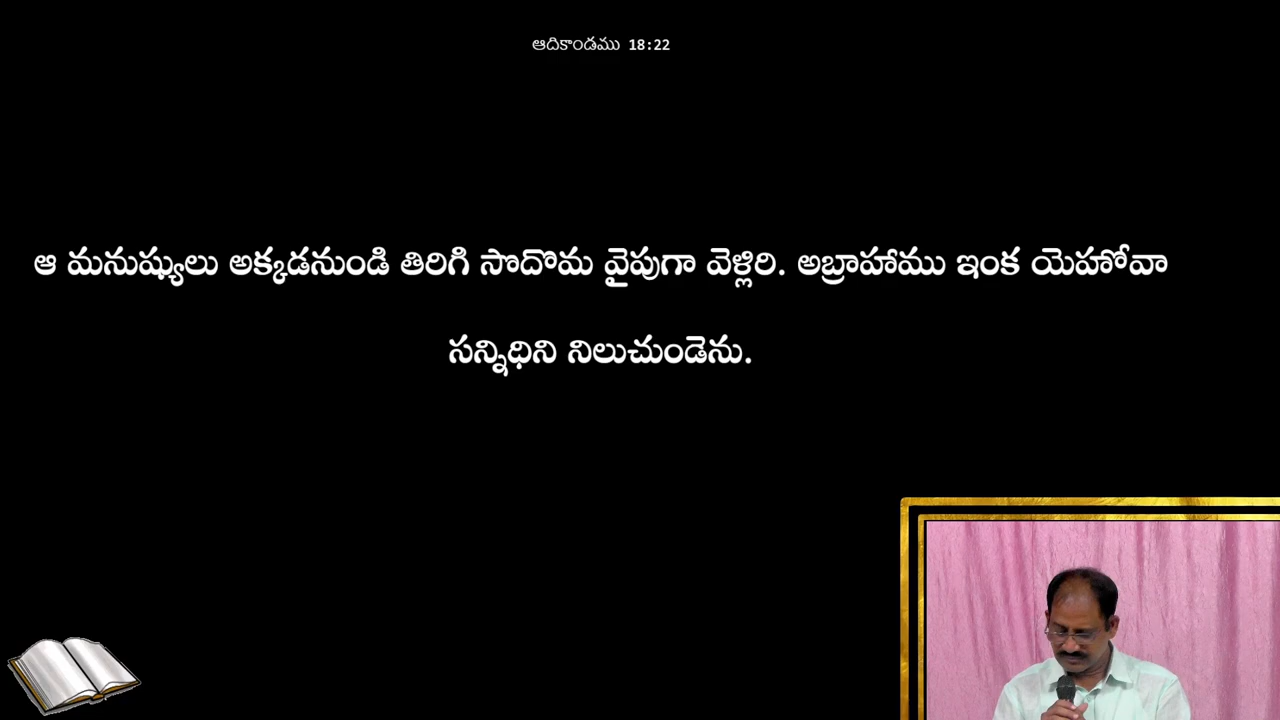 ఆదికాండము 18:22
ఆ మనుష్యులు అక్కడనుండి తిరిగి సొదొమ వైపుగా వెళ్లిరి. అబ్రాహాము ఇంక యెహోవా
సన్నిధిని నిలుచుండెను.